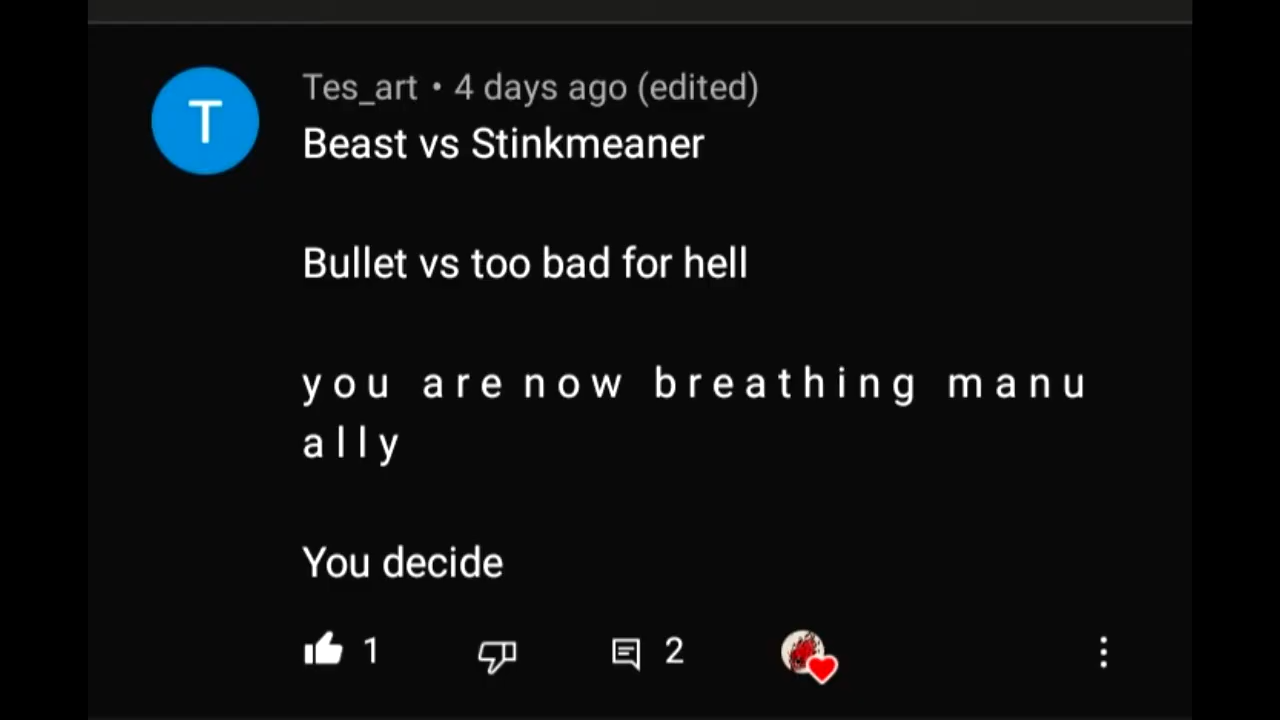 T
Tes_art • 4 days ago (edited)
Beast vs Stinkmeaner
Bullet vs too bad for hell
y o u  a r e n o w  b r e a t h i n g  m a n u
a l l y
You decide
1 2